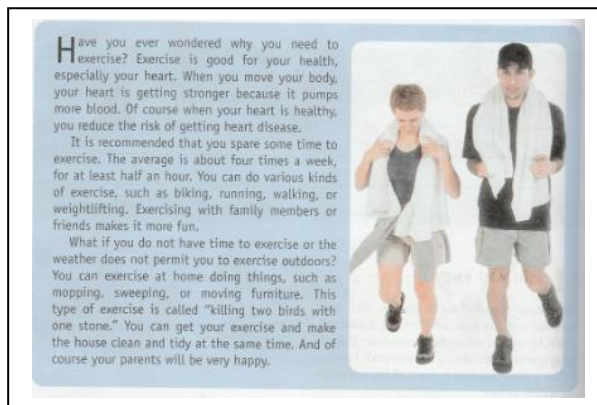 Have you ever wondered why you need to
exercise? Exercise is good for your health,
especially your heart. When you move your body,
your heart is getting stronger because it pumps
more blood. Of course when your heart is healthy,
you reduce the risk of getting heart disease.
It is recommended that you spare some time to
exercise. The average is about four times a week,
for at least half an hour. You can do various kinds
of exercise, such as biking, running, walking, or
weightlifting. Exercising with family members or
friends makes it more fun.
What if you do not have time to exercise or the
weather does not permit you to exercise outdoors?
You can exercise at home doing things, such as
mopping, sweeping, or moving furniture. This
type of exercise is called “killing two birds with
one stone.” You can get your exercise and make
the house clean and tidy at the same time. And of
course your parents will be very happy.